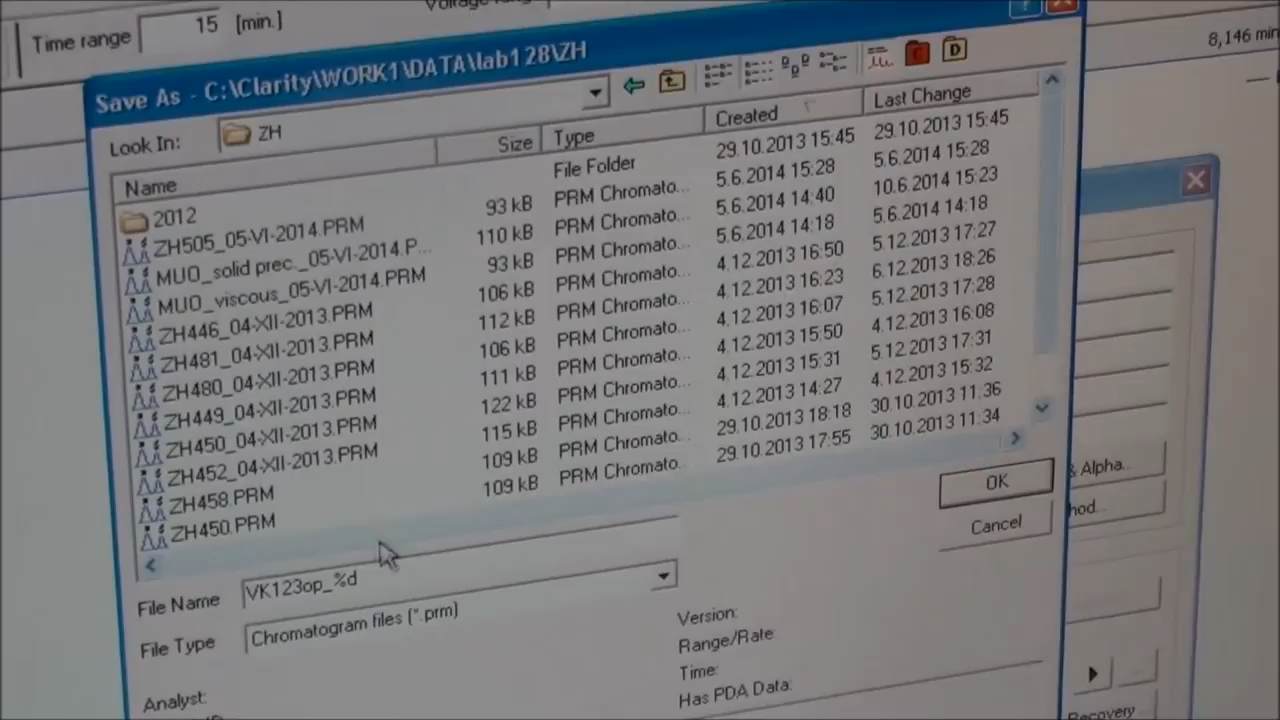 Time range 15 [min.]
8,146 min
Save As - C:\Clarity\WORK1\DATA\lab128\ZH
Look In: ZH
D
Name Size Type Created Last Change
2012 File Folder 29.10.2013 15:45 29.10.2013 15:45
ZH505_05-VI-2014.PRM 93 kB PRM Chromato... 5.6.2014 15:28 5.6.2014 15:28
MUO_solid prec._05-VI-2014.P... 110 kB PRM Chromato... 5.6.2014 14:40 10.6.2014 15:23
MUO_viscous_05-VI-2014.PRM 93 kB PRM Chromato... 5.6.2014 14:18 5.6.2014 14:18
ZH446_04-XII-2013.PRM 106 kB PRM Chromato... 4.12.2013 16:50 5.12.2013 17:27
ZH481_04-XII-2013.PRM 112 kB PRM Chromato... 4.12.2013 16:23 6.12.2013 18:26
ZH480_04-XII-2013.PRM 106 kB PRM Chromato... 4.12.2013 16:07 5.12.2013 17:28
ZH449_04-XII-2013.PRM 111 kB PRM Chromato... 4.12.2013 15:50 4.12.2013 16:08
ZH450_04-XII-2013.PRM 122 kB PRM Chromato... 4.12.2013 15:31 5.12.2013 17:31
ZH452_04-XII-2013.PRM 115 kB PRM Chromato... 4.12.2013 14:27 4.12.2013 15:32
ZH458.PRM 109 kB PRM Chromato... 29.10.2013 18:18 30.10.2013 11:36
ZH450.PRM 109 kB PRM Chromato... 29.10.2013 17:55 30.10.2013 11:34
OK
& Alpha...
Cancel
File Name VK123op_%d
File Type Chromatogram files (*.prm)
Version:
Range/Rate:
Time:
Has PDA Data:
Analyst:
Recovery